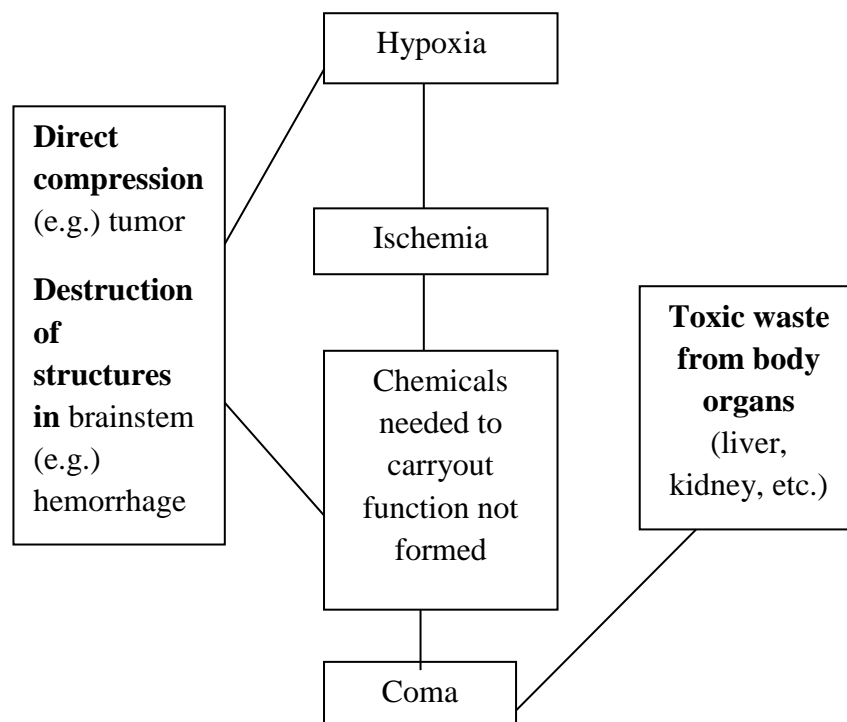 Hypoxia
Direct
compression
(e.g.) tumor
Destruction
of
structures
in brainstem
(e.g.)
hemorrhage
Ischemia
Chemicals
needed to
carryout
function not
formed
Toxic waste
from body
organs
(liver,
kidney, etc.)
Coma